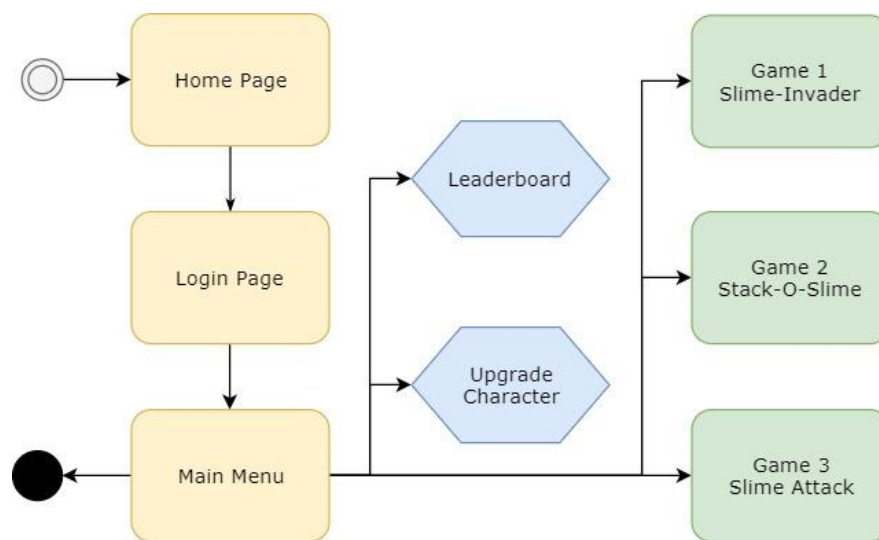 Home Page
Game 1
Slime-Invader
Leaderboard
Login Page
Game 2
Stack-O-Slime
Upgrade
Character
Main Menu
Game 3
Slime Attack